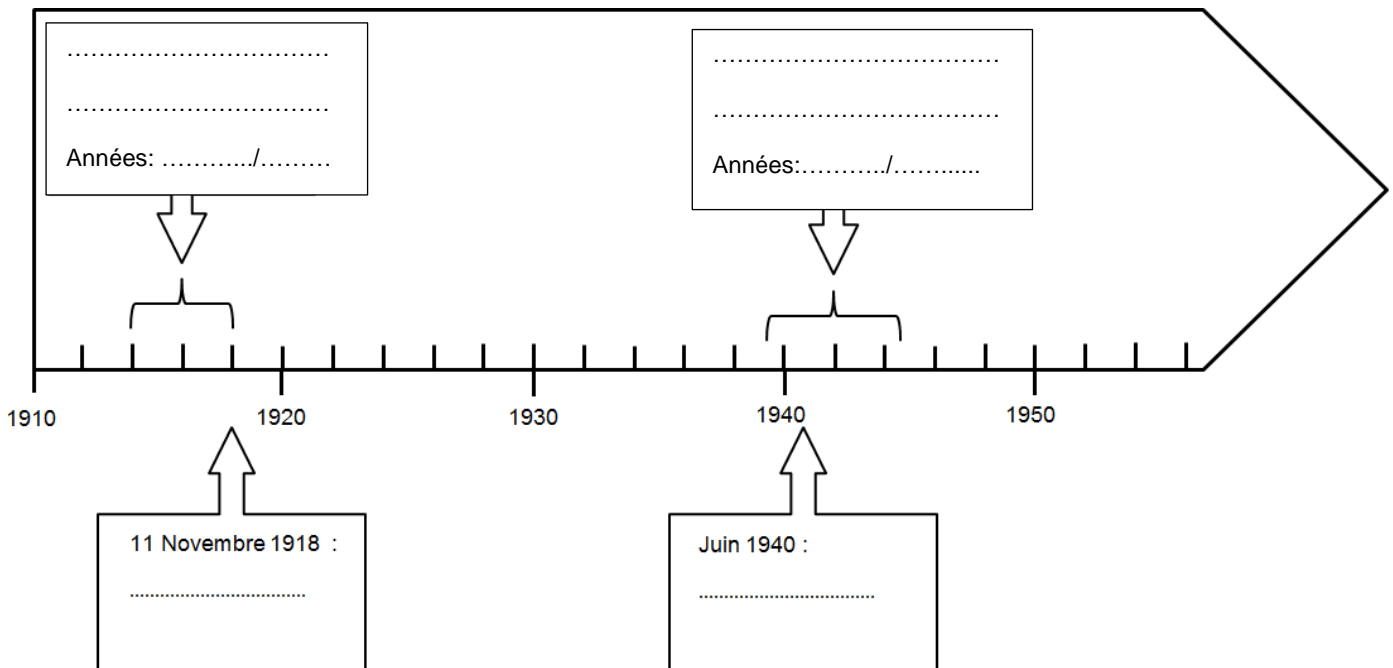 ……………………………
……………………………
Années: ………../………
………………………………
………………………………
Années:………../……......
1910
1920
1930
1940
1950
11 Novembre 1918 :
...................................
Juin 1940 :
...................................